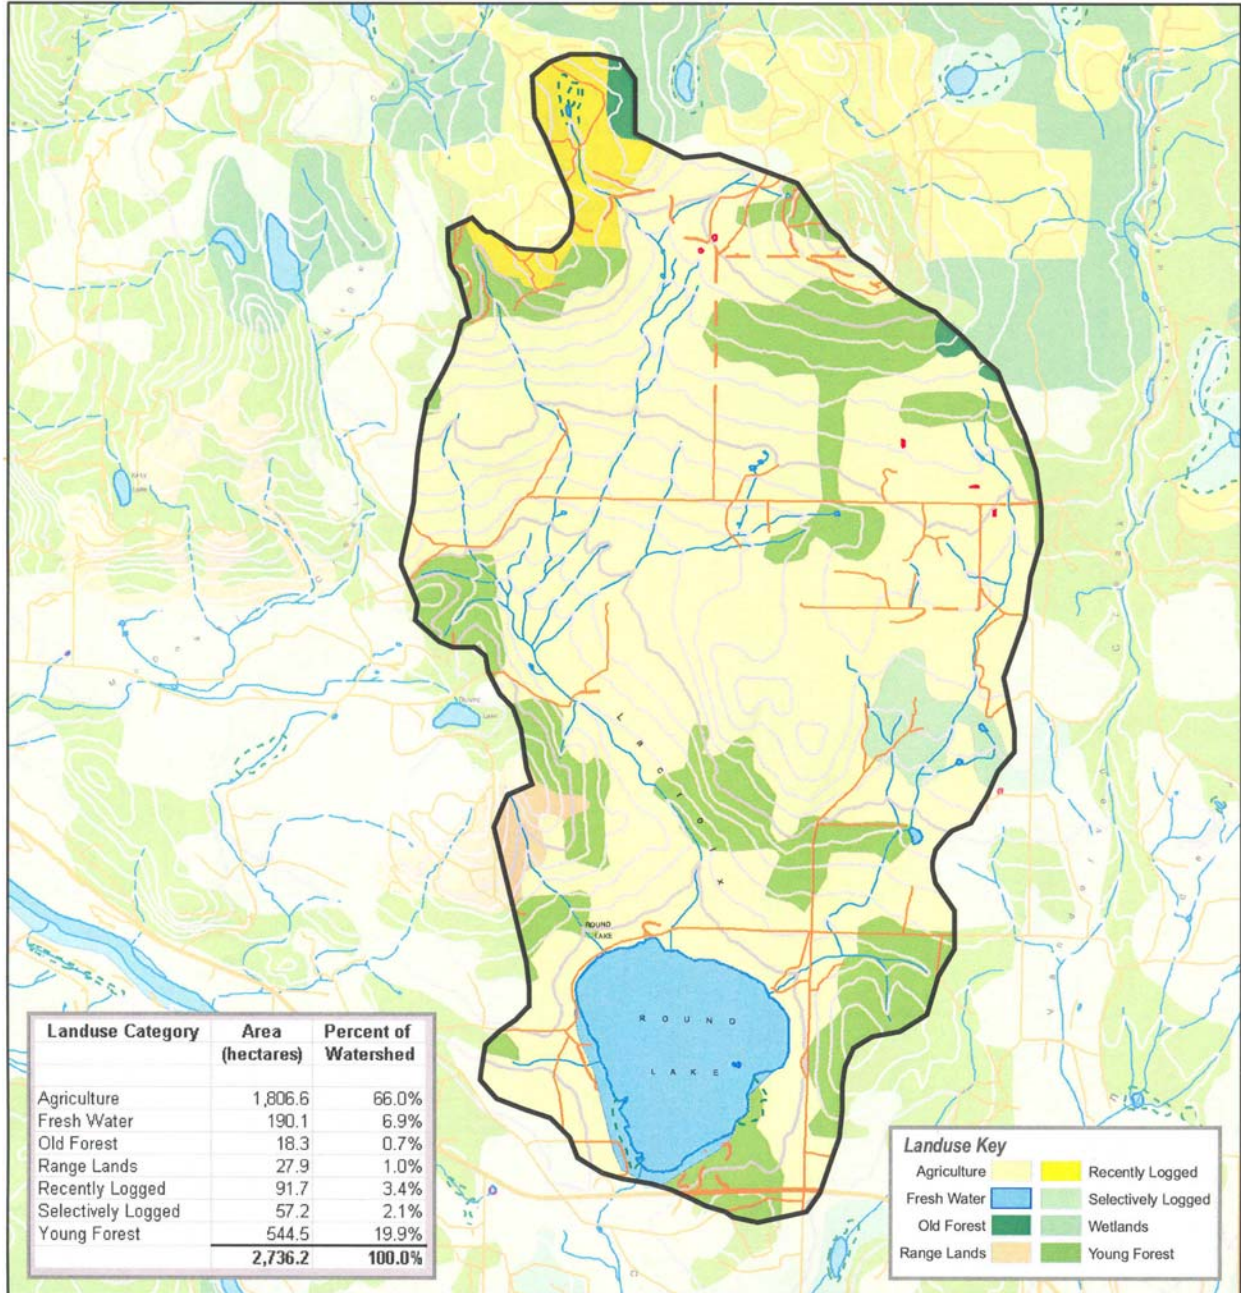 L A C R O I X
ROUND
LAKE
R O U N D
L A K E
Landuse Category Area Percent of
(hectares) Watershed
Agriculture 1,806.6 66.0%
Fresh Water 190.1 6.9%
Old Forest 18.3 0.7%
Range Lands 27.9 1.0%
Recently Logged 91.7 3.4%
Selectively Logged 57.2 2.1%
Young Forest 544.5 19.9%
2,736.2 100.0%
Landuse Key
Agriculture Recently Logged
Fresh Water Selectively Logged
Old Forest Wetlands
Range Lands Young Forest